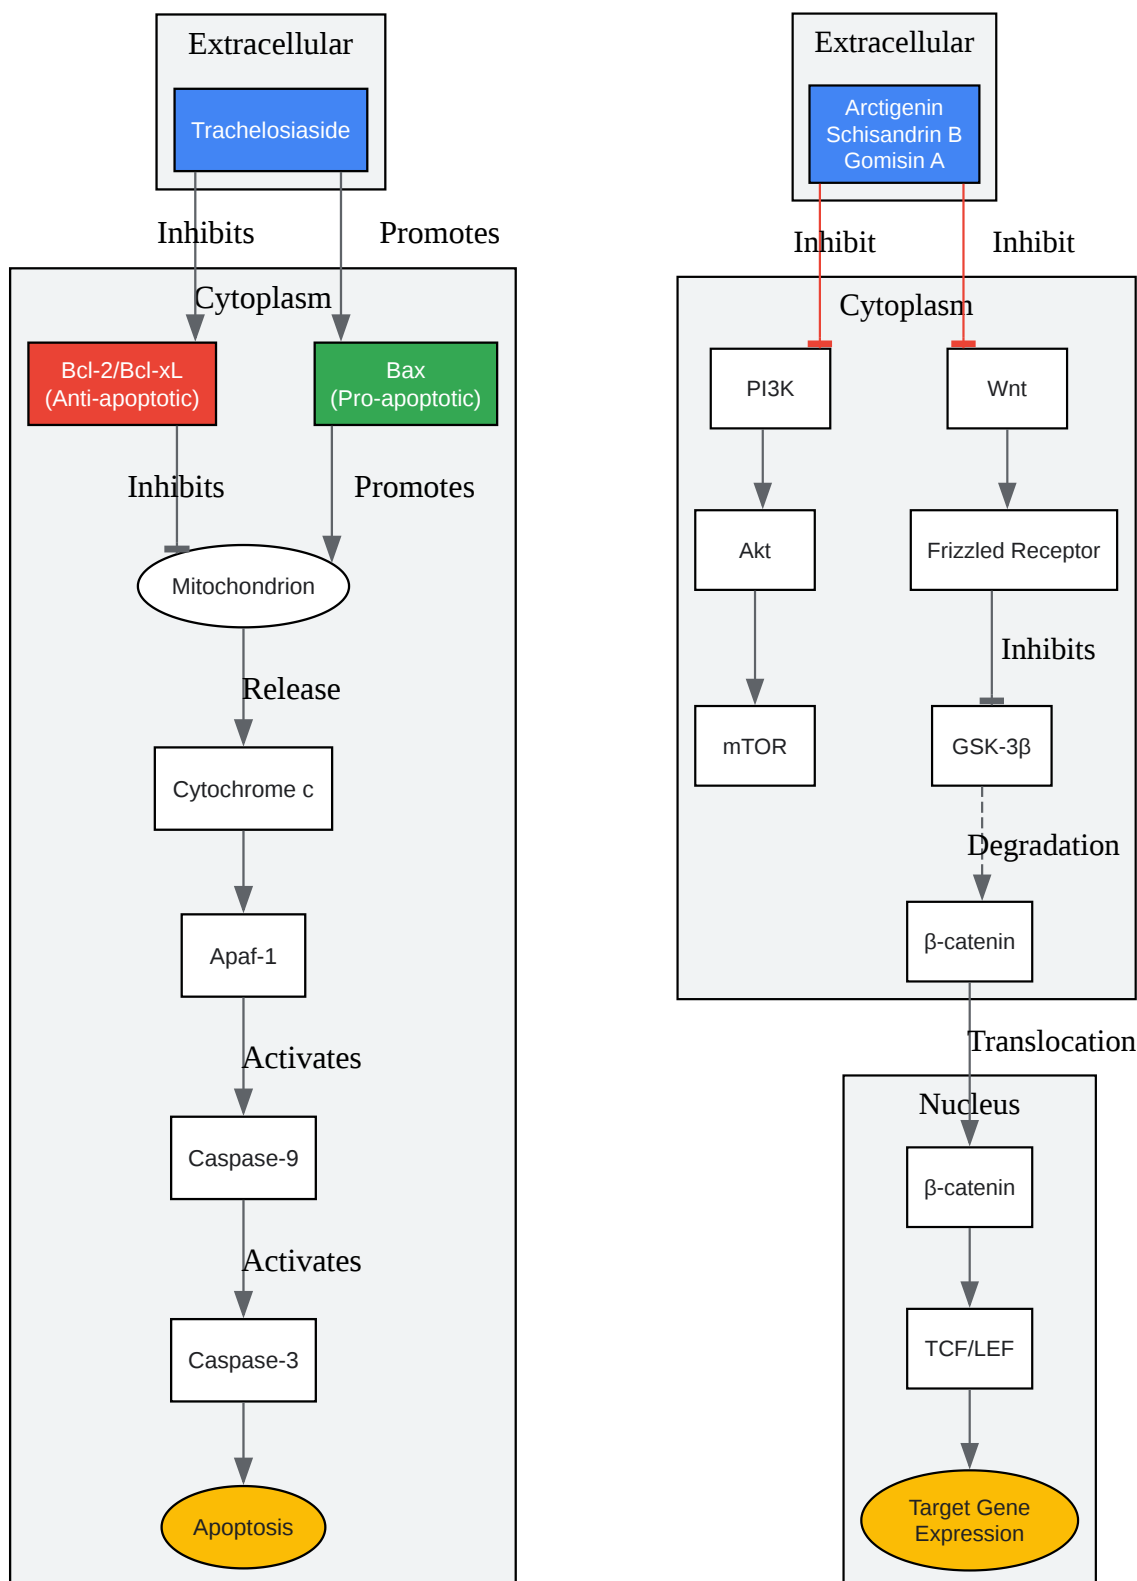 Extracellular
Trachelosiaside
Inhibits
Promotes
Cytoplasm
Bcl-2/Bcl-xL
(Anti-apoptotic)
Bax
(Pro-apoptotic)
Inhibits
Promotes
Mitochondrion
Release
Cytochrome c
Apaf-1
Activates
Caspase-9
Activates
Caspase-3
Apoptosis
Extracellular
Arctigenin
Schisandrin B
Gomisin A
Inhibit
Inhibit
Cytoplasm
PI3K
Wnt
Akt
Frizzled Receptor
Inhibits
mTOR
GSK-3β
Degradation
β-catenin
Translocation
Nucleus
β-catenin
TCF/LEF
Target Gene
Expression